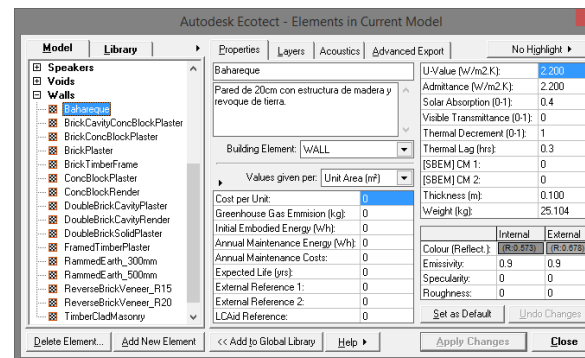 Autodesk Ecotect - Elements in Current Model
Model
Library
Properties
Layers
Acoustics
Advanced
Export
No Highlight
Speakers
Voids
Walls
Bahareque
BrickCavityConcBlockPlaster
BrickConcBlockPlaster
BrickPlaster
BrickTimberFrame
ConcBlockPlaster
ConcBlockRender
DoubleBrickCavityPlaster
DoubleBrickCavityRender
DoubleBrickSolidPlaster
FramedTimberPlaster
RammedEarth_300mm
RammedEarth_500mm
ReverseBrickVeneer_R15
ReverseBrickVeneer_R20
TimberCladMasonry
Bahareque
Pared de 20cm con estructura de madera y
revoque de tierra.
Building Element: WALL
Values given per: Unit Area (m²)
Cost per Unit: 0
Greenhouse Gas Emmision (kg): 0
Initial Embodied Energy (Wh): 0
Annual Maintenance Energy (Wh): 0
Annual Maintenance Costs: 0
Expected Life (yrs): 0
External Reference 1: 0
External Reference 2: 0
LCAid Reference: 0
U-Value (W/m2.K): 2.200
Admittance (W/m2.K): 2.200
Solar Absorption (0-1): 0.4
Visible Transmittance (0-1): 0
Thermal Decrement (0-1): 1
Thermal Lag (hrs): 0.3
[SBEM] CM 1: 0
[SBEM] CM 2: 0
Thickness (m): 0.100
Weight (kg): 25.104
Internal External
Colour (Reflect.): (R:0.573) (R:0.678)
Emissivity: 0.9 0.9
Specularity: 0 0
Roughness: 0 0
Set as Default
Undo Changes
Delete Element...
Add New Element
<< Add to Global Library
Help
Apply Changes
Close